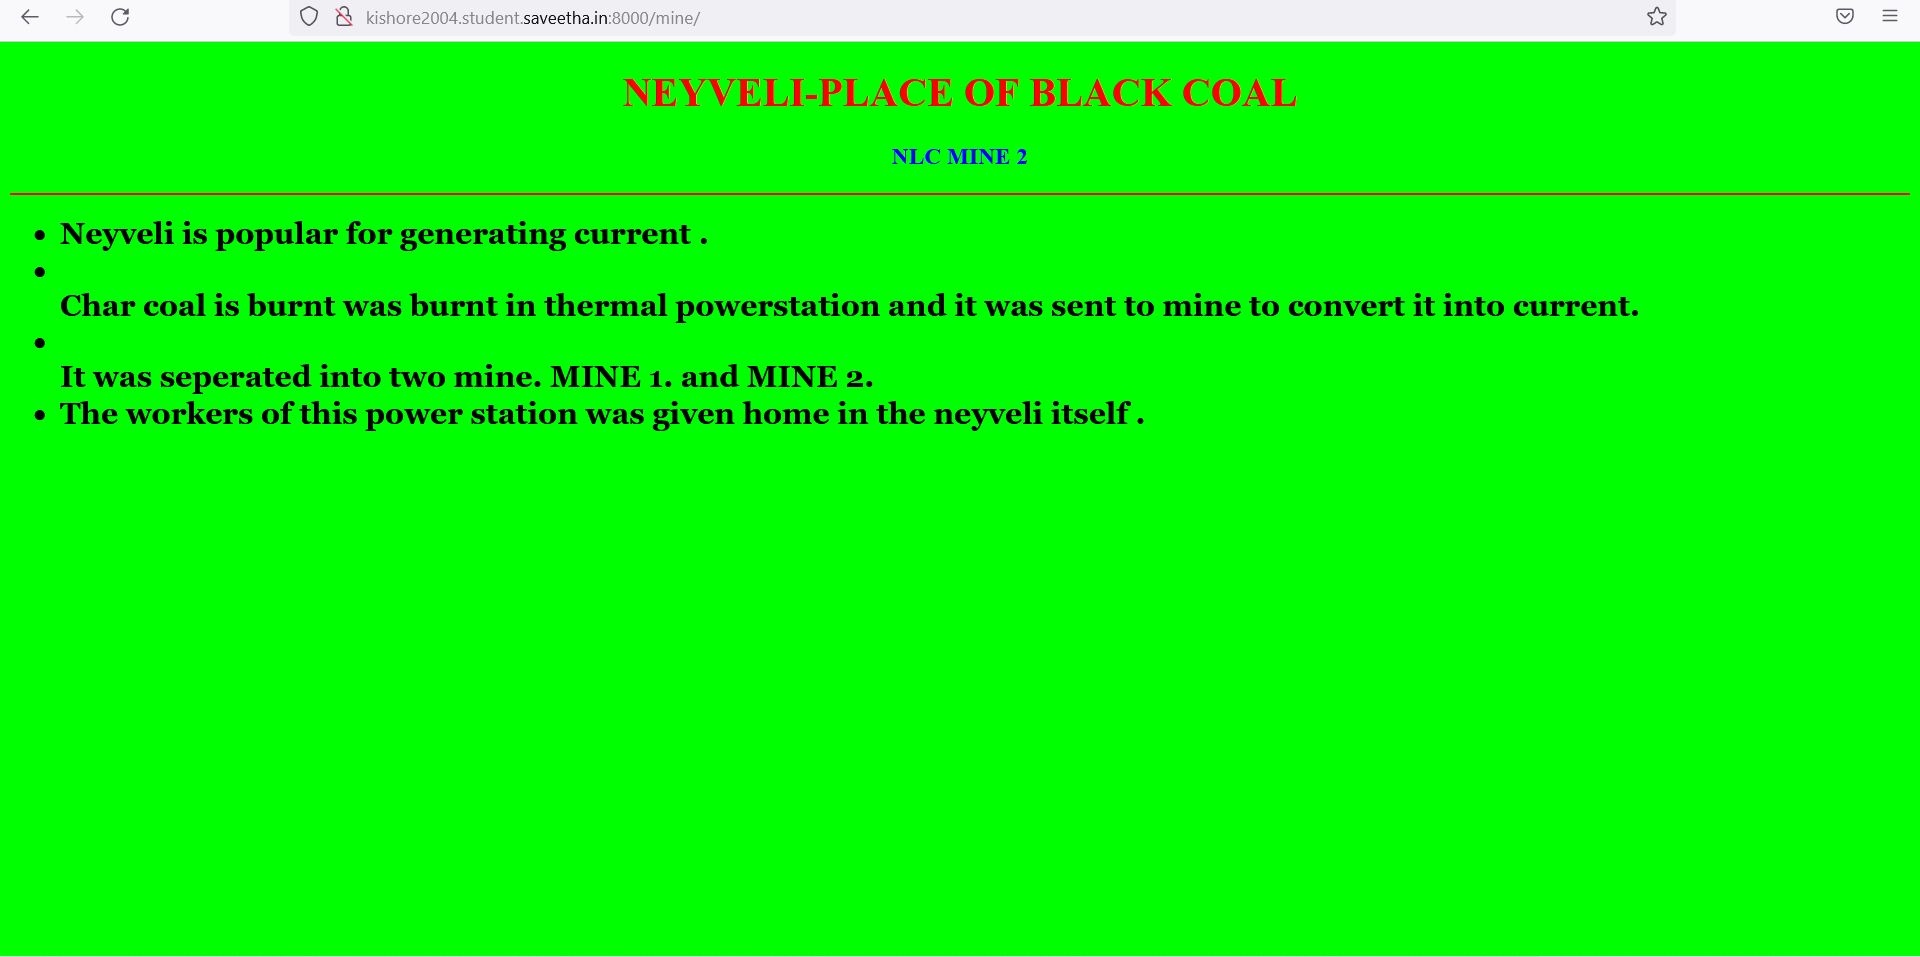 kishore2004.student.saveetha.in:8000/mine/
NEYVELI-PLACE OF BLACK COAL
NLC MINE 2
Neyveli is popular for generating current .
Char coal is burnt was burnt in thermal powerstation and it was sent to mine to convert it into current.
It was seperated into two mine. MINE 1. and MINE 2.
The workers of this power station was given home in the neyveli itself .